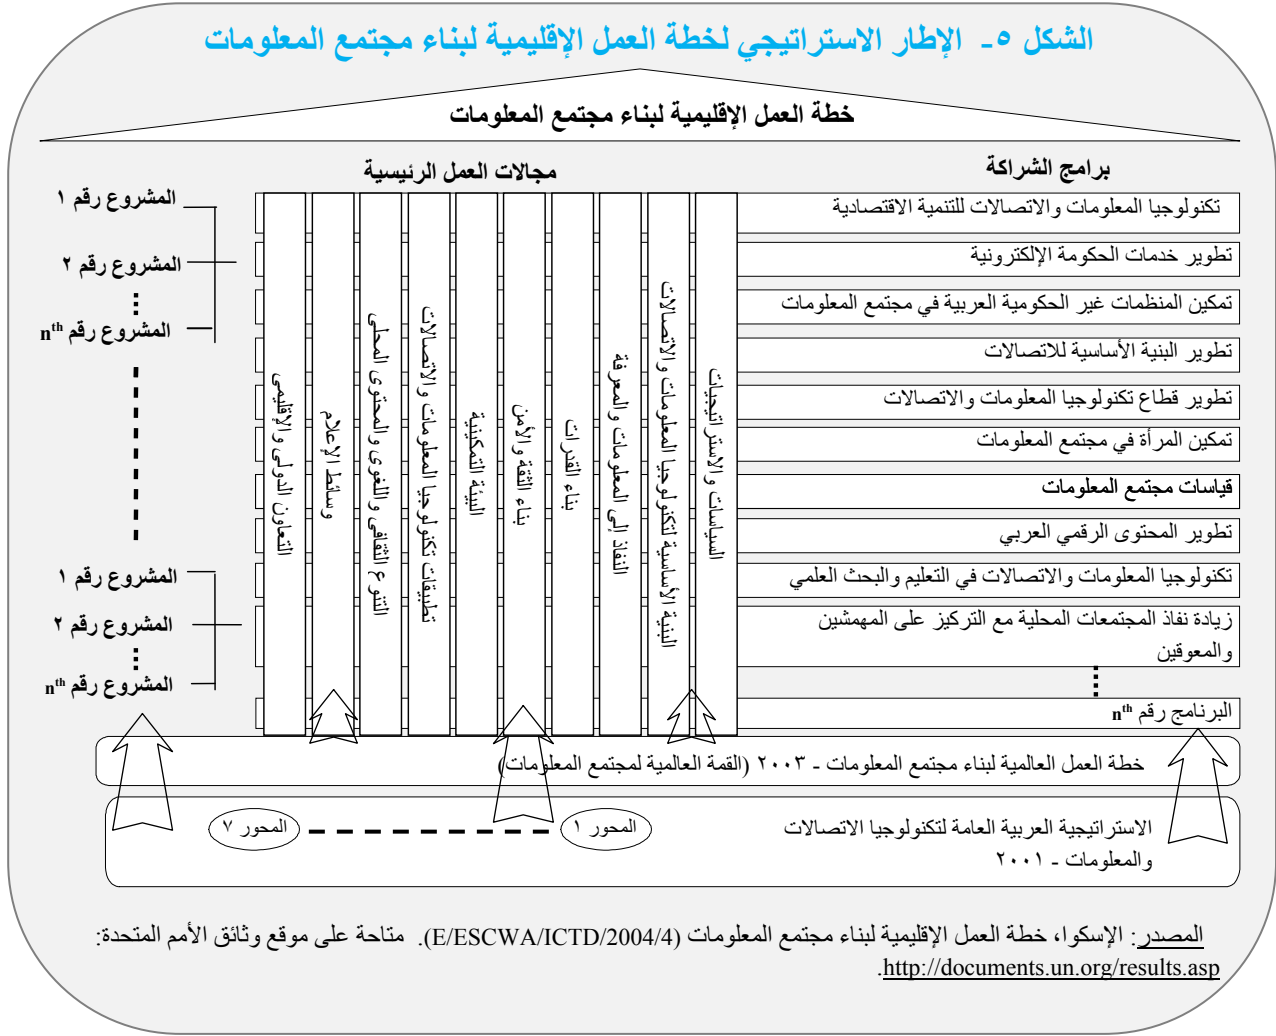 الشكل ٥- الإطار الاستراتيجي لخطة العمل الإقليمية لبناء مجتمع المعلومات
خطة العمل الإقليمية لبناء مجتمع المعلومات
برامج الشراكة
تكنولوجيا المعلومات والاتصالات للتنمية الاقتصادية
تطوير خدمات الحكومة الإلكترونية
تمكين المنظمات غير الحكومية العربية في مجتمع المعلومات
تطوير البنية الأساسية للاتصالات
تطوير قطاع تكنولوجيا المعلومات والاتصالات
تمكين المرأة في مجتمع المعلومات
قياسات مجتمع المعلومات
تطوير المحتوى الرقمي العربي
تكنولوجيا المعلومات والاتصالات في التعليم والبحث العلمي
زيادة نفاذ المجتمعات المحلية مع التركيز على المهمشين
والمعوقين
البرنامج رقم nth
مجالات العمل الرئيسية
السياسات والاستراتيجيات
البنية الأساسية لتكنولوجيا المعلومات والاتصالات
النفاذ إلى المعلومات والمعرفة
بناء القدرات
بناء الثقة والأمن
البيئة التمكينية
تطبيقات تكنولوجيا المعلومات والاتصالات
التنوع الثقافي واللغوي والمحتوى المحلي
وسائط الإعلام
التعاون الدولي والإقليمي
المشروع رقم ١
المشروع رقم ٢
المشروع رقم nth
المشروع رقم ١
المشروع رقم ٢
المشروع رقم nth
خطة العمل العالمية لبناء مجتمع المعلومات - ٢٠٠٣ (القمة العالمية لمجتمع المعلومات)
الاستراتيجية العربية العامة لتكنولوجيا الاتصالات
والمعلومات - ٢٠٠١
المحور ١
المحور ٧
المصدر: الإسكوا، خطة العمل الإقليمية لبناء مجتمع المعلومات (E/ESCWA/ICTD/2004/4). متاحة على موقع وثائق الأمم المتحدة:
http://documents.un.org/results.asp.